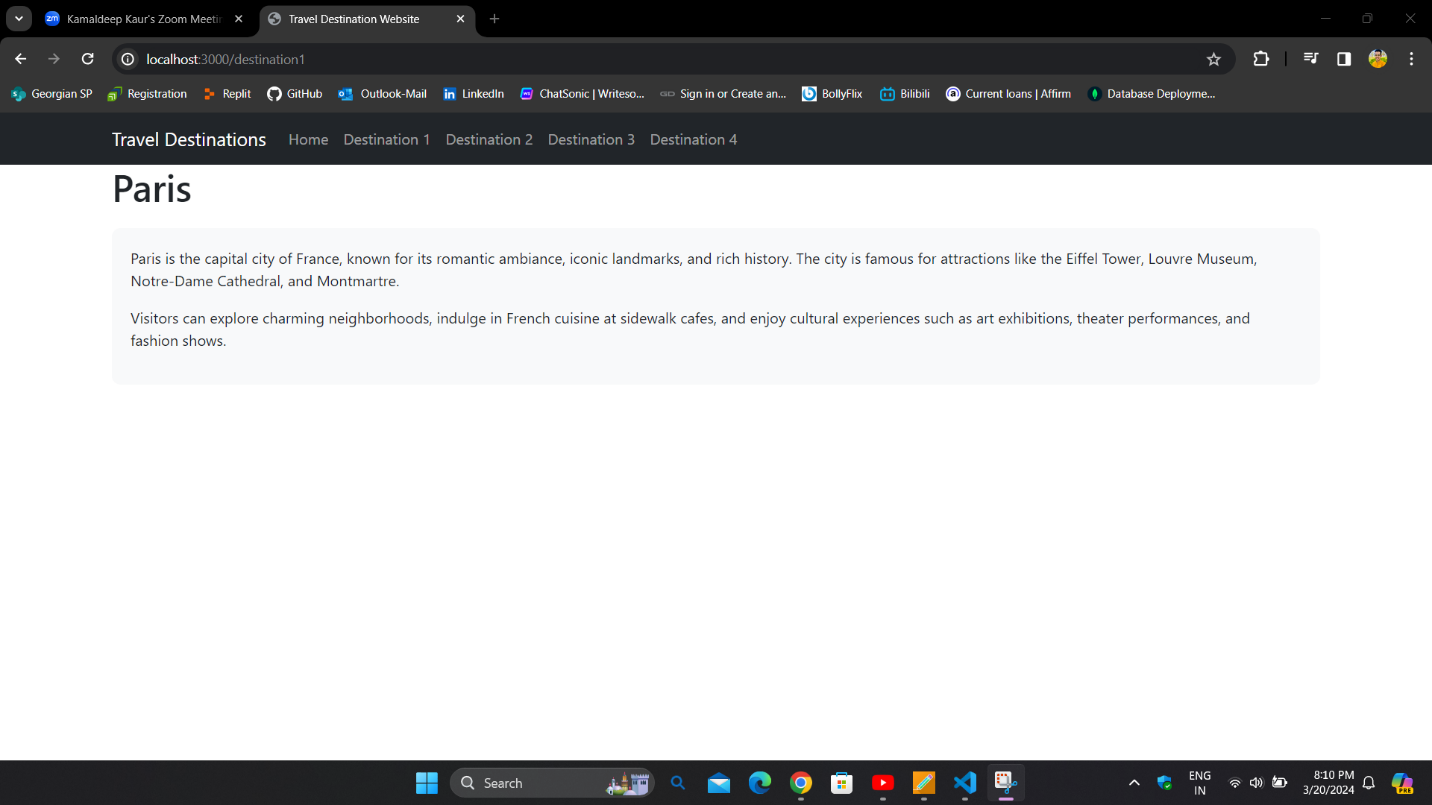 Kamaldeep Kaur's Zoom Meetin
Travel Destination Website
localhost:3000/destination1
Georgian SP
Registration
Replit
GitHub
Outlook-Mail
LinkedIn
ChatSonic | Writeso...
Sign in or Create an...
BollyFlix
Bilibili
Current loans | Affirm
Database Deployme...
Travel Destinations
Home
Destination 1
Destination 2
Destination 3
Destination 4
Paris
Paris is the capital city of France, known for its romantic ambiance, iconic landmarks, and rich history. The city is famous for attractions like the Eiffel Tower, Louvre Museum,
Notre-Dame Cathedral, and Montmartre.
Visitors can explore charming neighborhoods, indulge in French cuisine at sidewalk cafes, and enjoy cultural experiences such as art exhibitions, theater performances, and
fashion shows.
Search
ENG
IN
8:10 PM
3/20/2024
PRE